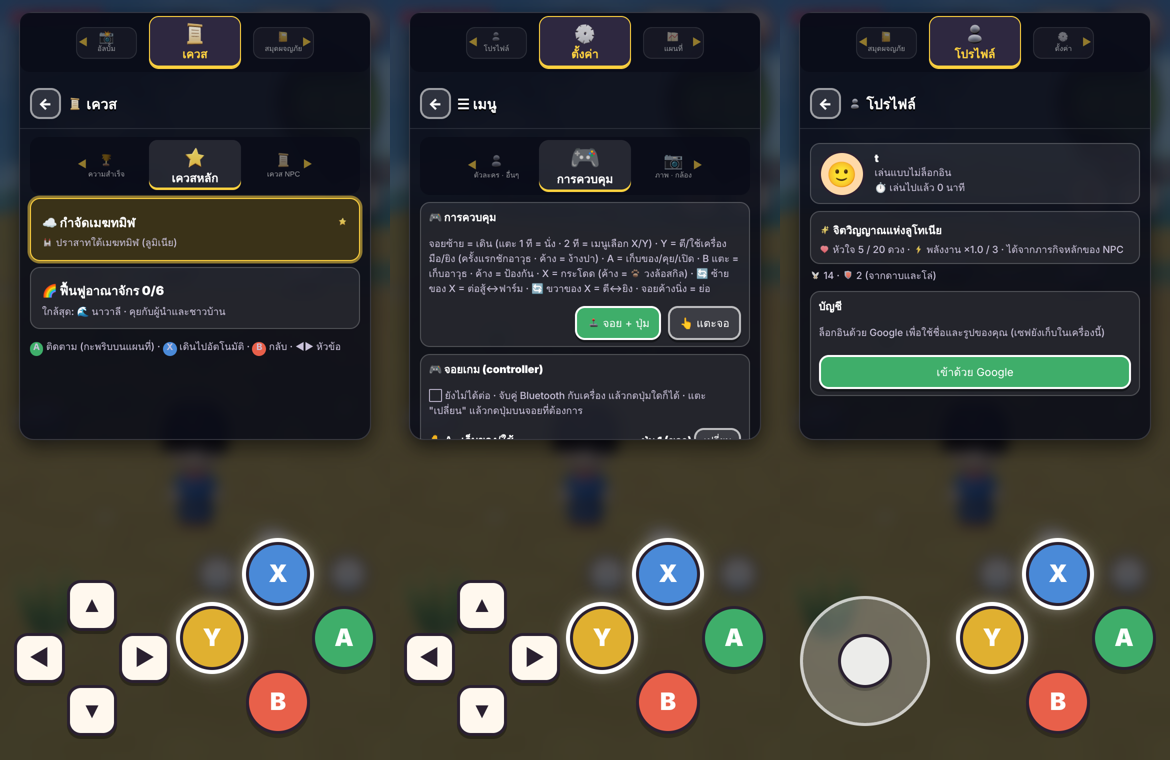 อัลบั้ม
เควส
สมุดผจญภัย
เควส
ความสำเร็จ
เควสหลัก
เควส NPC
กำจัดเมฆทมิฬ
ปราสาทใต้เมฆทมิฬ (ลูมิเนีย)
ฟื้นฟูอาณาจักร 0/6
ใกล้สุด: 🌊 นาวาลี · คุยกับผู้นำและชาวบ้าน
A ติดตาม (กะพริบบนแผนที่) · X เดินไปอัตโนมัติ · B กลับ · ◀▶ หัวข้อ
X
Y
A
B
โปรไฟล์
ตั้งค่า
แผนที่
☰ เมนู
ตัวละคร · อื่นๆ
การควบคุม
ภาพ · กล้อง
การควบคุม
จอยซ้าย = เดิน (แตะ 1 ที = นั่ง · 2 ที = เมนูเลือก X/Y) · Y = ตี/ใช้เครื่อง
มือ/ยิง (ครั้งแรกชักอาวุธ · ค้าง = ง้างปา) · A = เก็บของ/คุย/เปิด · B แตะ =
เก็บอาวุธ · ค้าง = ป้องกัน · X = กระโดด (ค้าง = วงล้อสกิล) · 🔄 ซ้าย
ของ X = ต่อสู้↔ฟาร์ม · 🔄 ขวาของ X = ตี↔ยิง · จอยค้างนิ่ง = ย่อ
จอย + ปุ่ม
แตะจอ
จอยเกม (controller)
ยังไม่ได้ต่อ · จับคู่ Bluetooth กับเครื่อง แล้วกดปุ่มใดก็ได้ · แตะ
"เปลี่ยน" แล้วกดปุ่มบนจอยที่ต้องการ
X
Y
A
B
สมุดผจญภัย
โปรไฟล์
ตั้งค่า
โปรไฟล์
t
เล่นแบบไม่ล็อกอิน
⏱ เล่นไปแล้ว 0 นาที
จิตวิญญาณแห่งลูโทเนีย
หัวใจ 5 / 20 ดวง · ⚡ พลังงาน ×1.0 / 3 · ได้จากภารกิจหลักของ NPC
14 · 2 (จากดาบและโล่)
บัญชี
ล็อกอินด้วย Google เพื่อใช้ชื่อและรูปของคุณ (เซฟยังเก็บในเครื่องนี้)
เข้าด้วย Google
X
Y
A
B